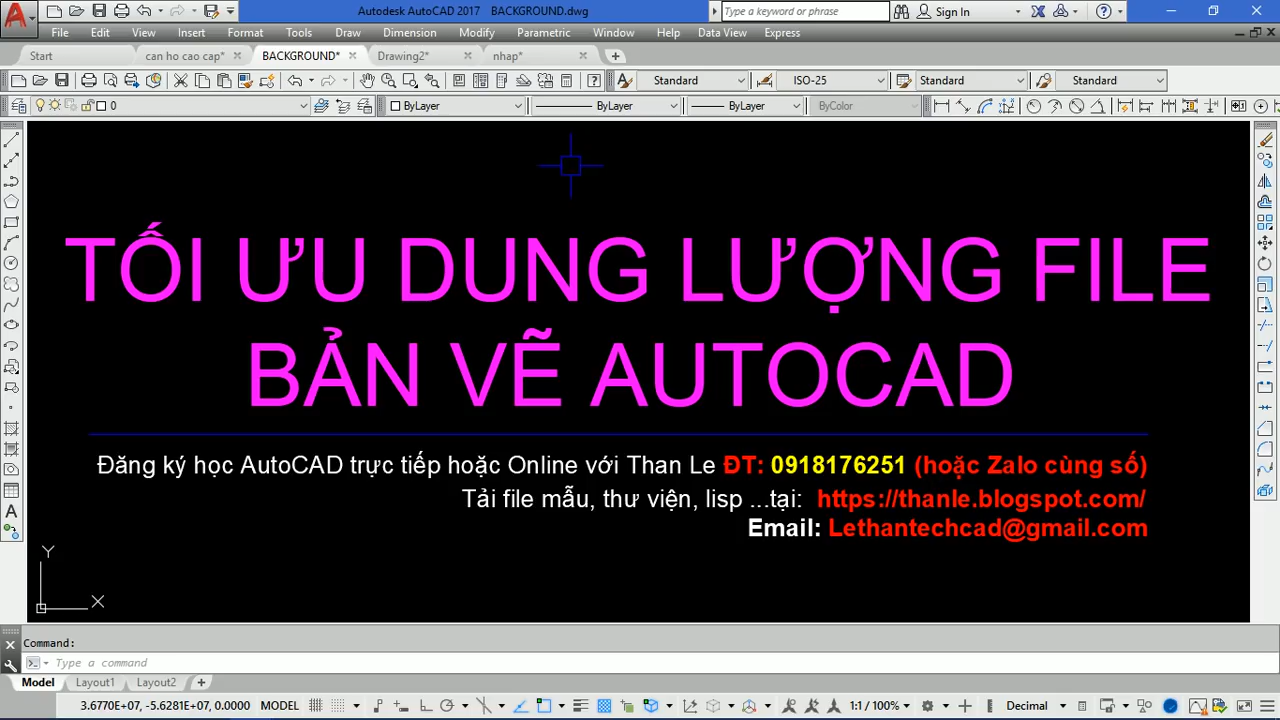 Autodesk AutoCAD 2017 BACKGROUND.dwg
Type a keyword or phrase
Sign In
File Edit View Insert Format Tools Draw Dimension Modify Parametric Window Help Data View Express
Start can ho cao cap* BACKGROUND* Drawing2* nhap*
Standard ISO-25 Standard Standard
0 ByLayer ByLayer ByLayer ByColor
TỐI ƯU DUNG LƯỢNG FILE
BẢN VẼ AUTOCAD
Đăng ký học AutoCAD trực tiếp hoặc Online với Than Le ĐT: 0918176251 (hoặc Zalo cùng số)
Tải file mẫu, thư viện, lisp ...tại: https://thanle.blogspot.com/
Email: Lethantechcad@gmail.com
Y
X
Command:
Type a command
Model Layout1 Layout2
3.6770E+07, -5.6281E+07, 0.0000 MODEL 1:1 / 100% Decimal